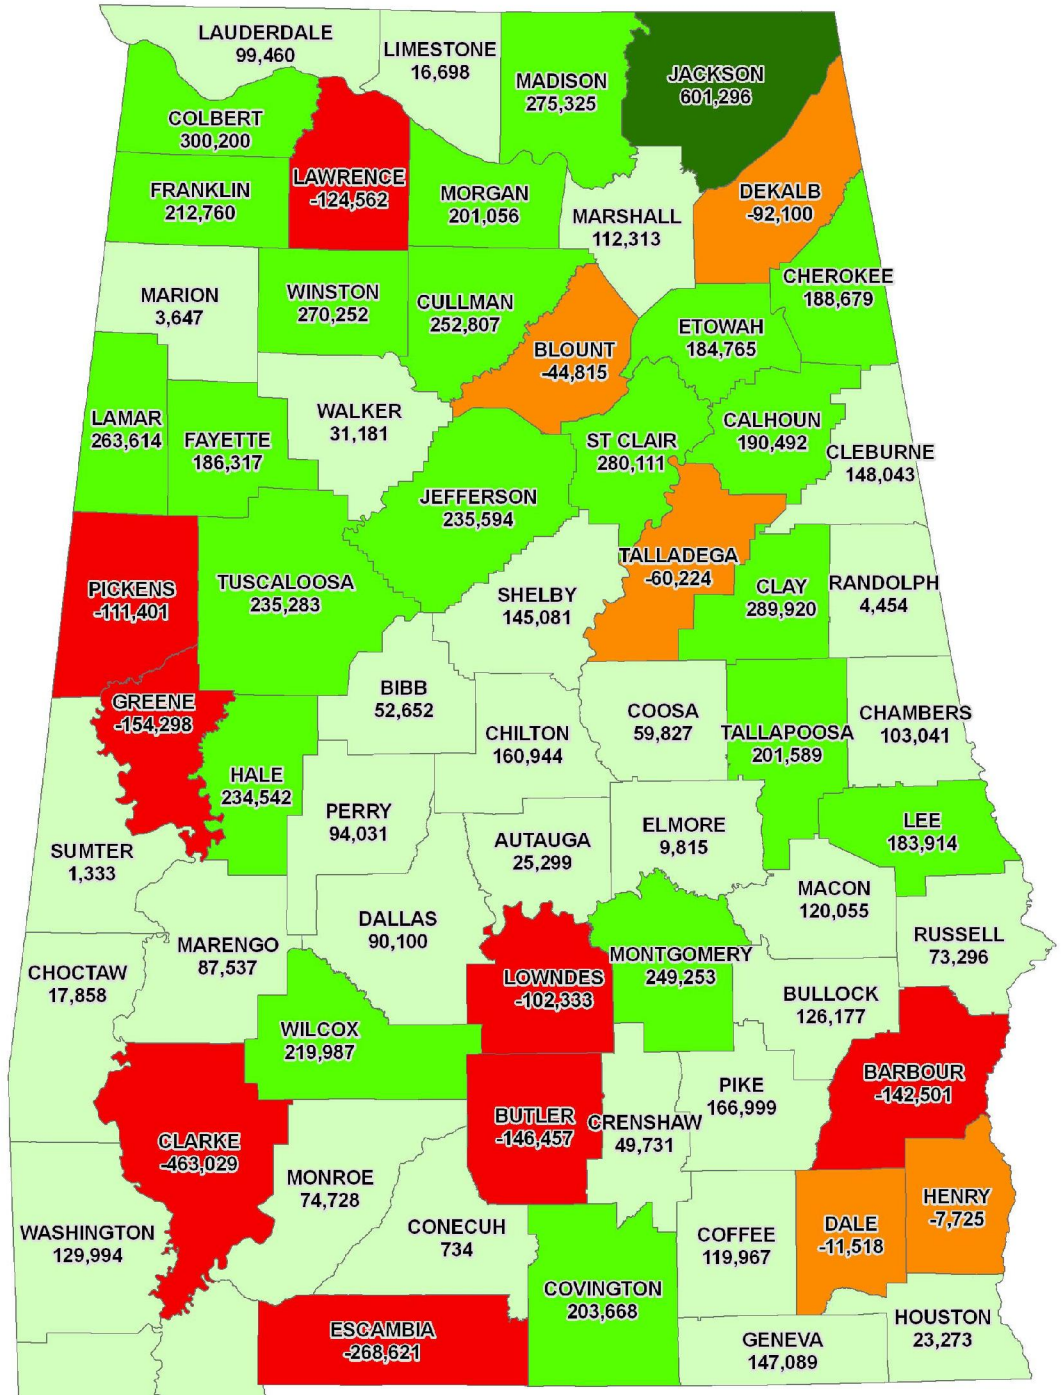 LAUDERDALE
99,460
LIMESTONE
16,698
MADISON
275,325
JACKSON
601,296
COLBERT
300,200
LAWRENCE
-124,562
FRANKLIN
212,760
MORGAN
201,056
MARSHALL
112,313
DEKALB
-92,100
CHEROKEE
188,679
MARION
3,647
WINSTON
270,252
CULLMAN
252,807
ETOWAH
184,765
BLOUNT
-44,815
LAMAR
263,614
FAYETTE
186,317
WALKER
31,181
ST CLAIR
280,111
CALHOUN
190,492
CLEBURNE
148,043
JEFFERSON
235,594
PICKENS
-111,401
TUSCALOOSA
235,283
SHELBY
145,081
TALLADEGA
-60,224
CLAY
289,920
RANDOLPH
4,454
GREENE
-154,298
BIBB
52,652
CHILTON
160,944
COOSA
59,827
TALLAPOOSA
201,589
CHAMBERS
103,041
HALE
234,542
PERRY
94,031
AUTAUGA
25,299
ELMORE
9,815
LEE
183,914
SUMTER
1,333
MACON
120,055
DALLAS
90,100
RUSSELL
73,296
MARENGO
87,537
CHOCTAW
17,858
LOWNDES
-102,333
MONTGOMERY
249,253
BULLOCK
126,177
WILCOX
219,987
BARBOUR
-142,501
PIKE
166,999
BUTLER
-146,457
CRENSHAW
49,731
CLARKE
-463,029
MONROE
74,728
WASHINGTON
129,994
CONECUH
734
COFFEE
119,967
DALE
-11,518
HENRY
-7,725
COVINGTON
203,668
HOUSTON
23,273
ESCAMBIA
-268,621
GENEVA
147,089